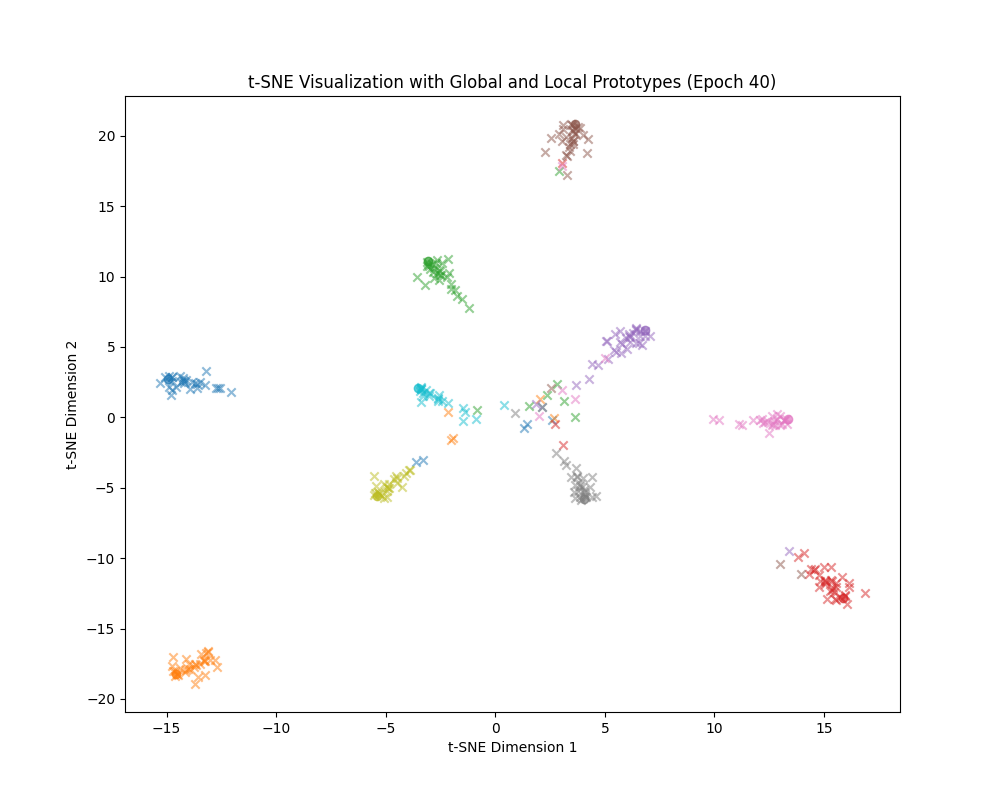 t-SNE Visualization with Global and Local Prototypes (Epoch 40)
20
15
10
5
0
−5
−10
−15
−20
t-SNE Dimension 2
−15 −10 −5 0 5 10 15
t-SNE Dimension 1